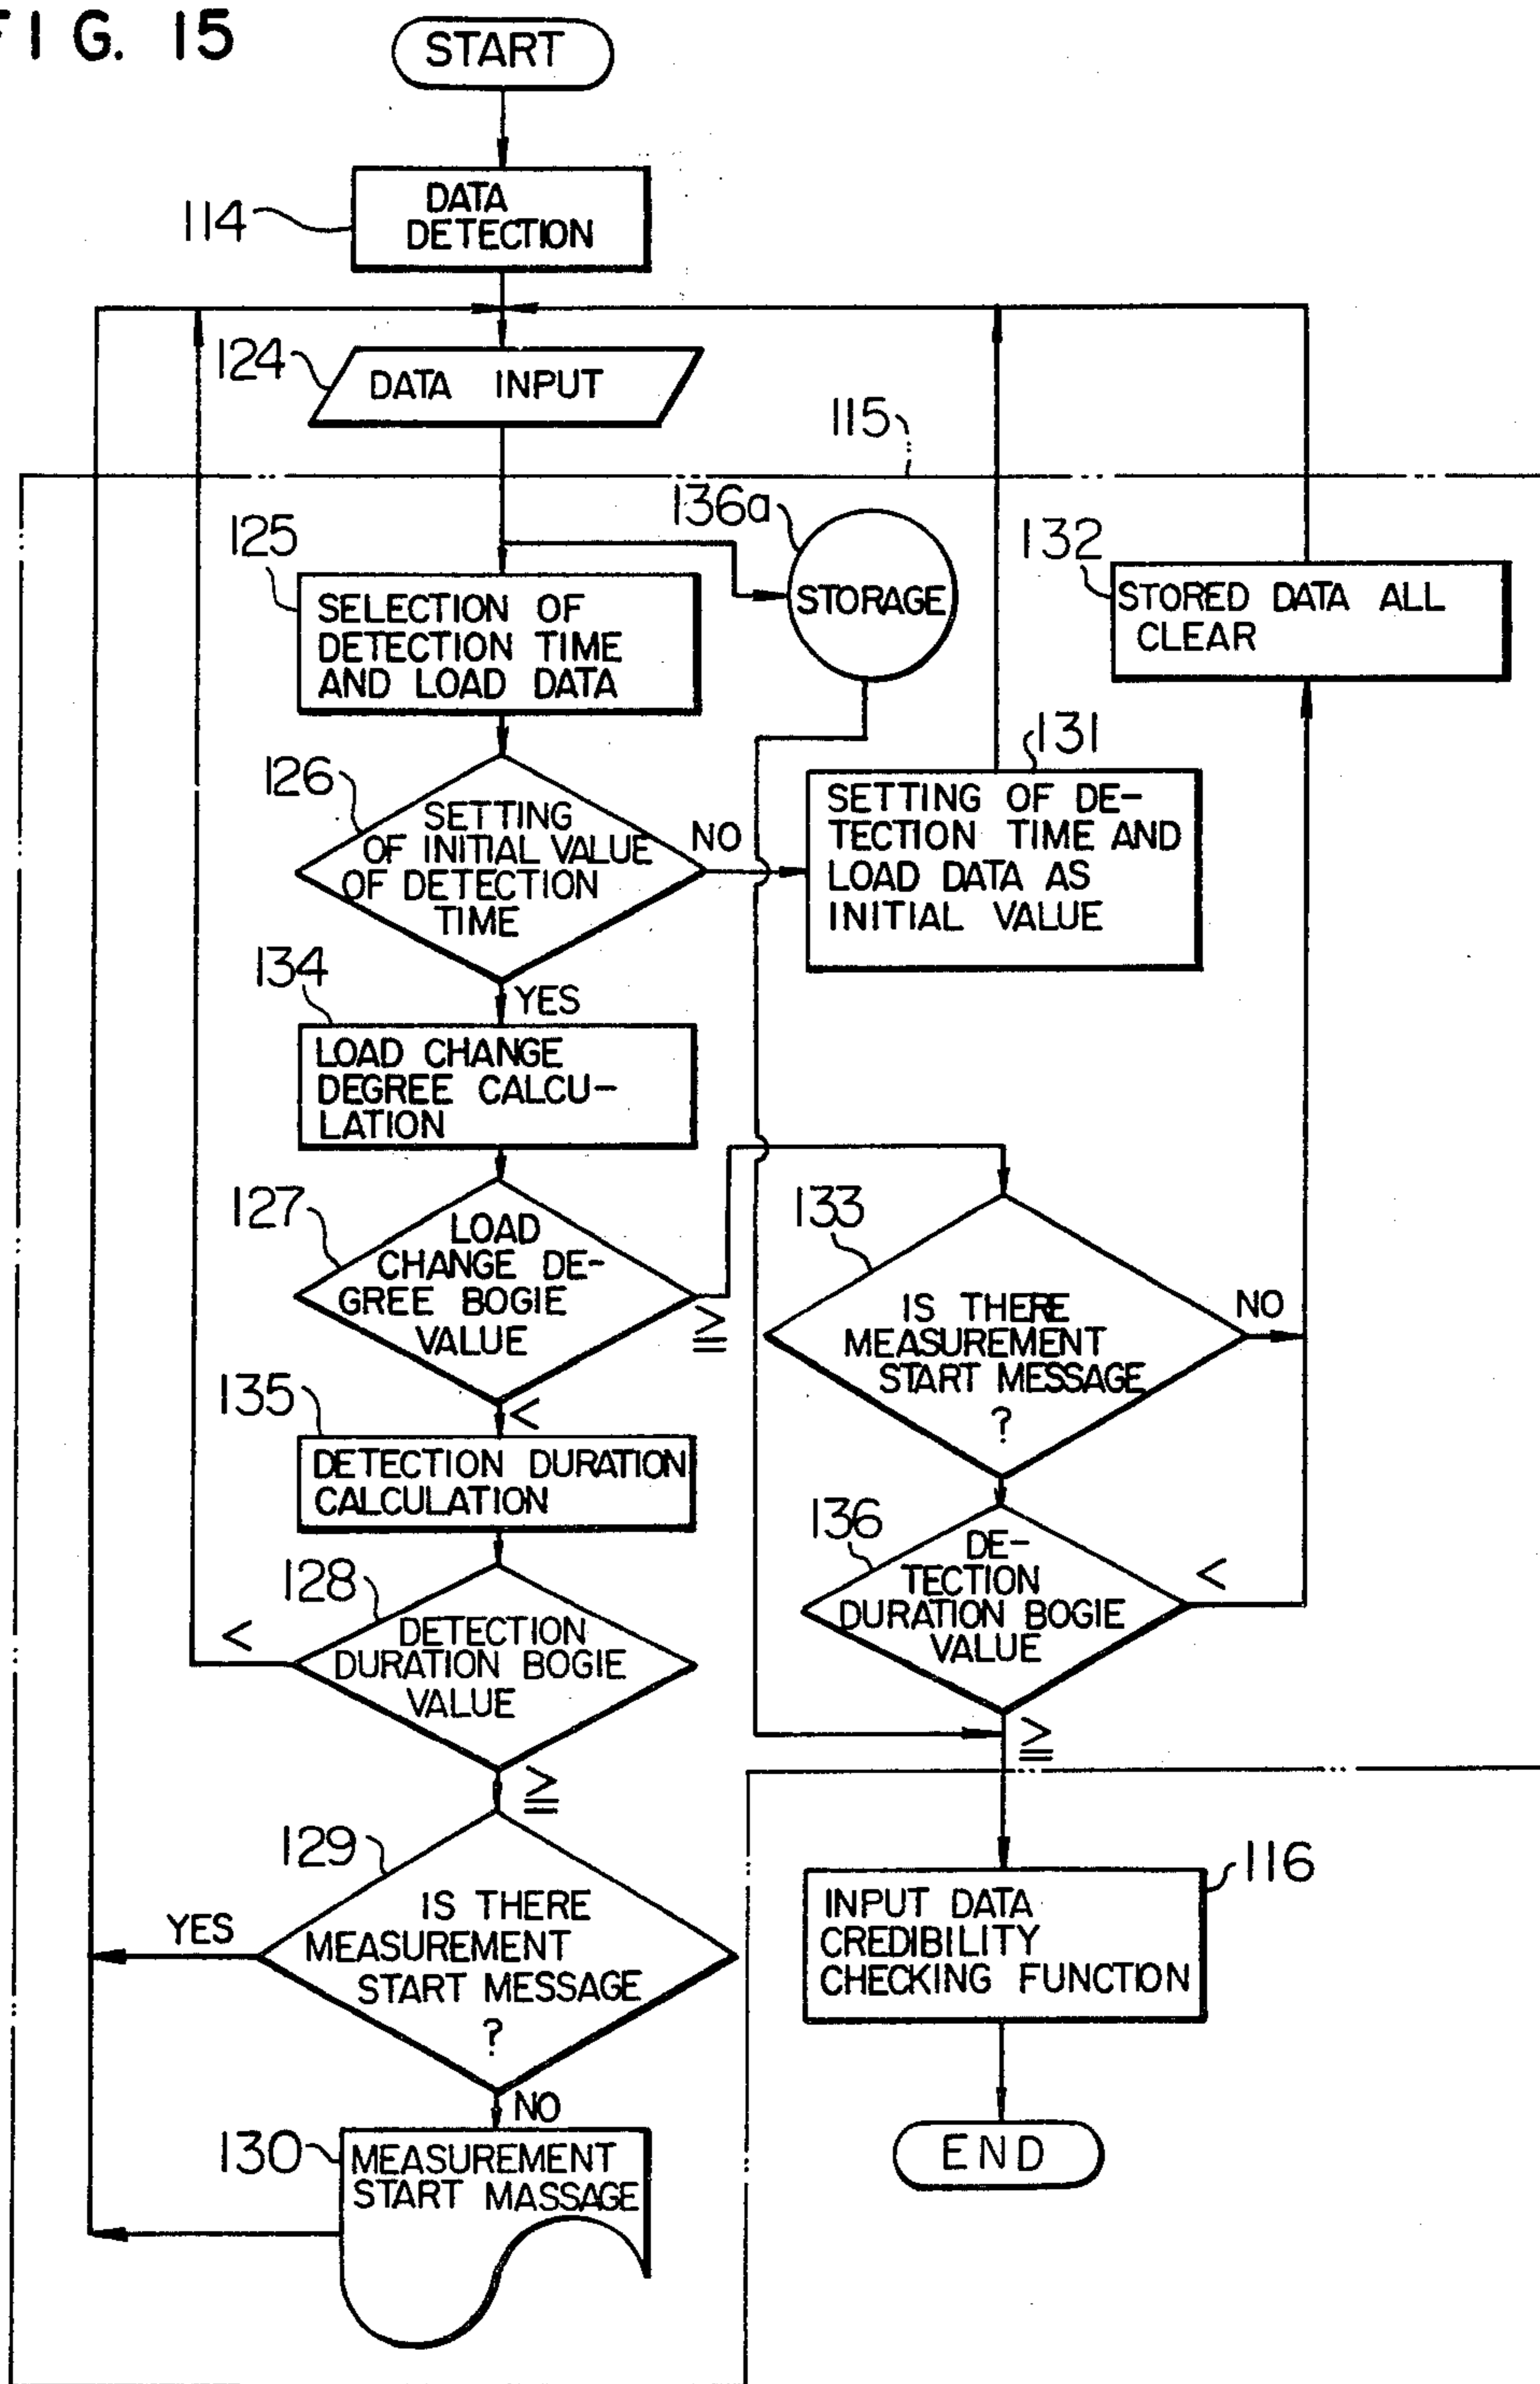 FIG. 15
START
114
DATA
DETECTION
124
DATA INPUT
115
125
SELECTION OF
DETECTION TIME
AND LOAD DATA
136a
STORAGE
132
STORED DATA ALL
CLEAR
126
SETTING
OF INITIAL VALUE
OF DETECTION
TIME
NO
YES
131
SETTING OF DE-
TECTION TIME AND
LOAD DATA AS
INITIAL VALUE
134
LOAD CHANGE
DEGREE CALCU-
LATION
127
LOAD
CHANGE DE-
GREE BOGIE
VALUE
≧
<
133
IS THERE
MEASUREMENT
START MESSAGE
?
NO
135
DETECTION DURATION
CALCULATION
136
DE-
TECTION
DURATION BOGIE
VALUE
<
≧
128
DETECTION
DURATION BOGIE
VALUE
<
≧
129
IS THERE
MEASUREMENT
START MESSAGE
?
YES
NO
116
INPUT DATA
CREDIBILITY
CHECKING FUNCTION
130
MEASUREMENT
START MASSAGE
END